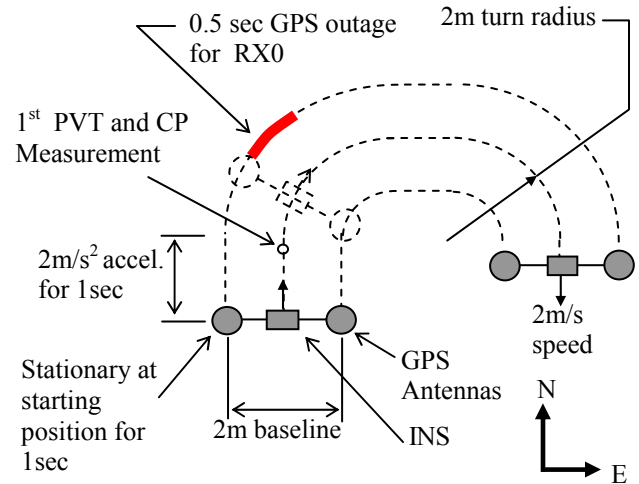 0.5 sec GPS outage
for RX0
2m turn radius
1st PVT and CP
Measurement
2m/s2 accel.
for 1sec
Stationary at
starting
position for
1sec
2m baseline
GPS
Antennas
INS
2m/s
speed
N
E